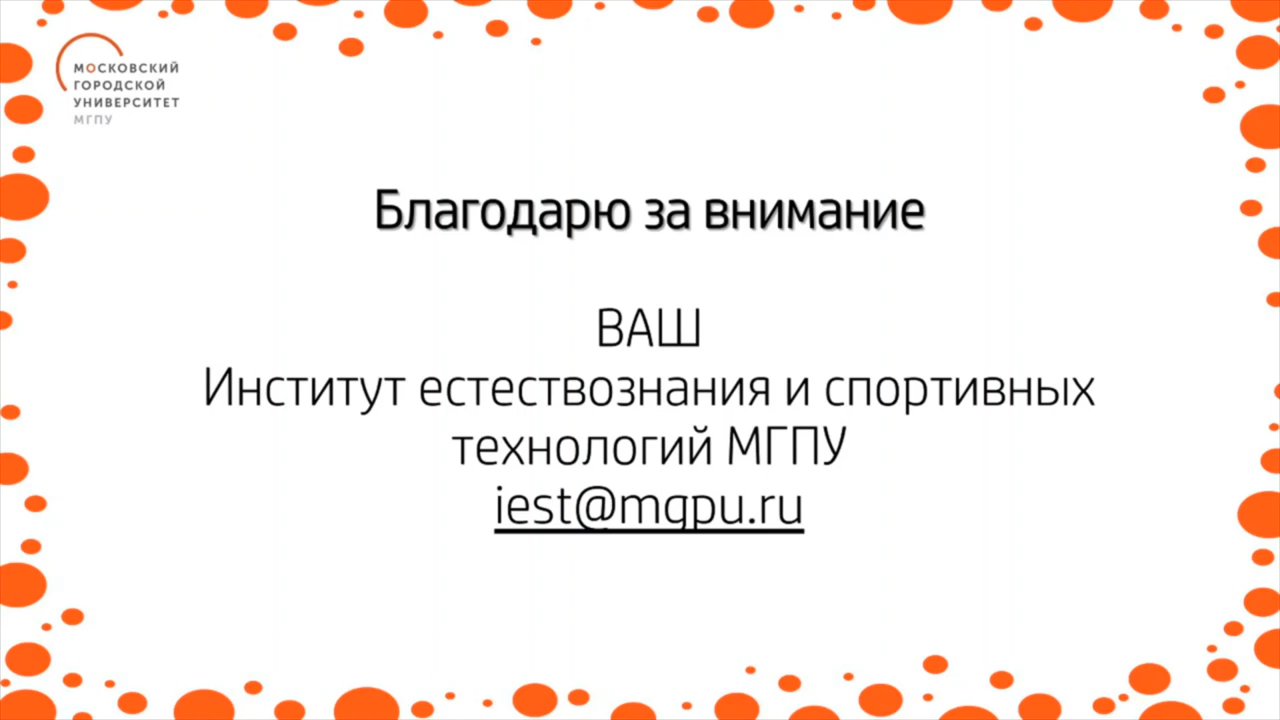 МОСКОВСКИЙ
ГОРОДСКОЙ
УНИВЕРСИТЕТ
МГПУ
Благодарю за внимание
ВАШ
Институт естествознания и спортивных
технологий МГПУ
iest@mgpu.ru